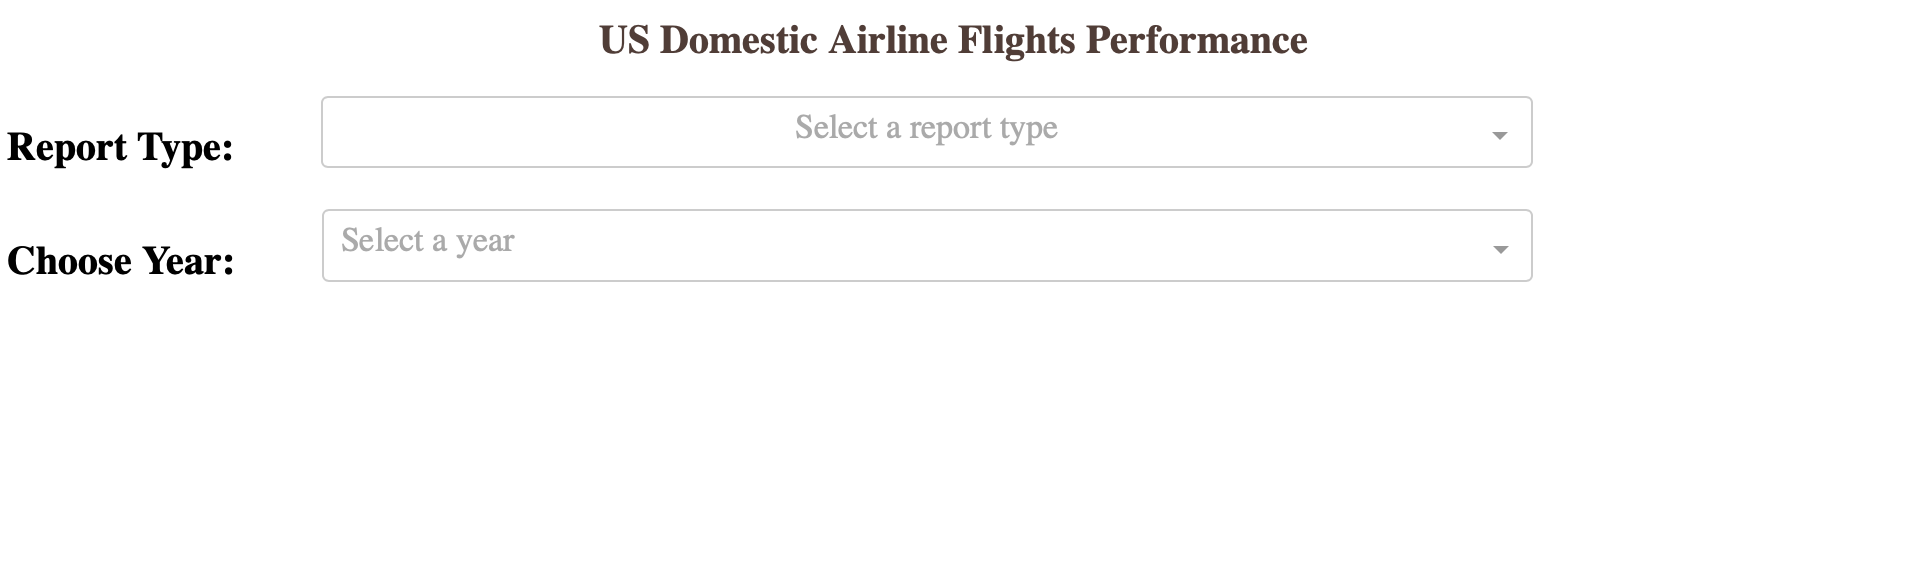 US Domestic Airline Flights Performance
Report Type:
Select a report type
Choose Year:
Select a year